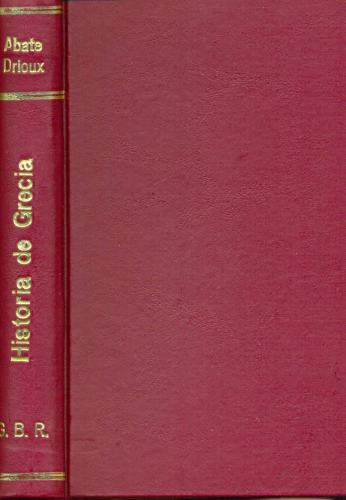 Abate
Drioux
Historia de Grecia
G. B. R.